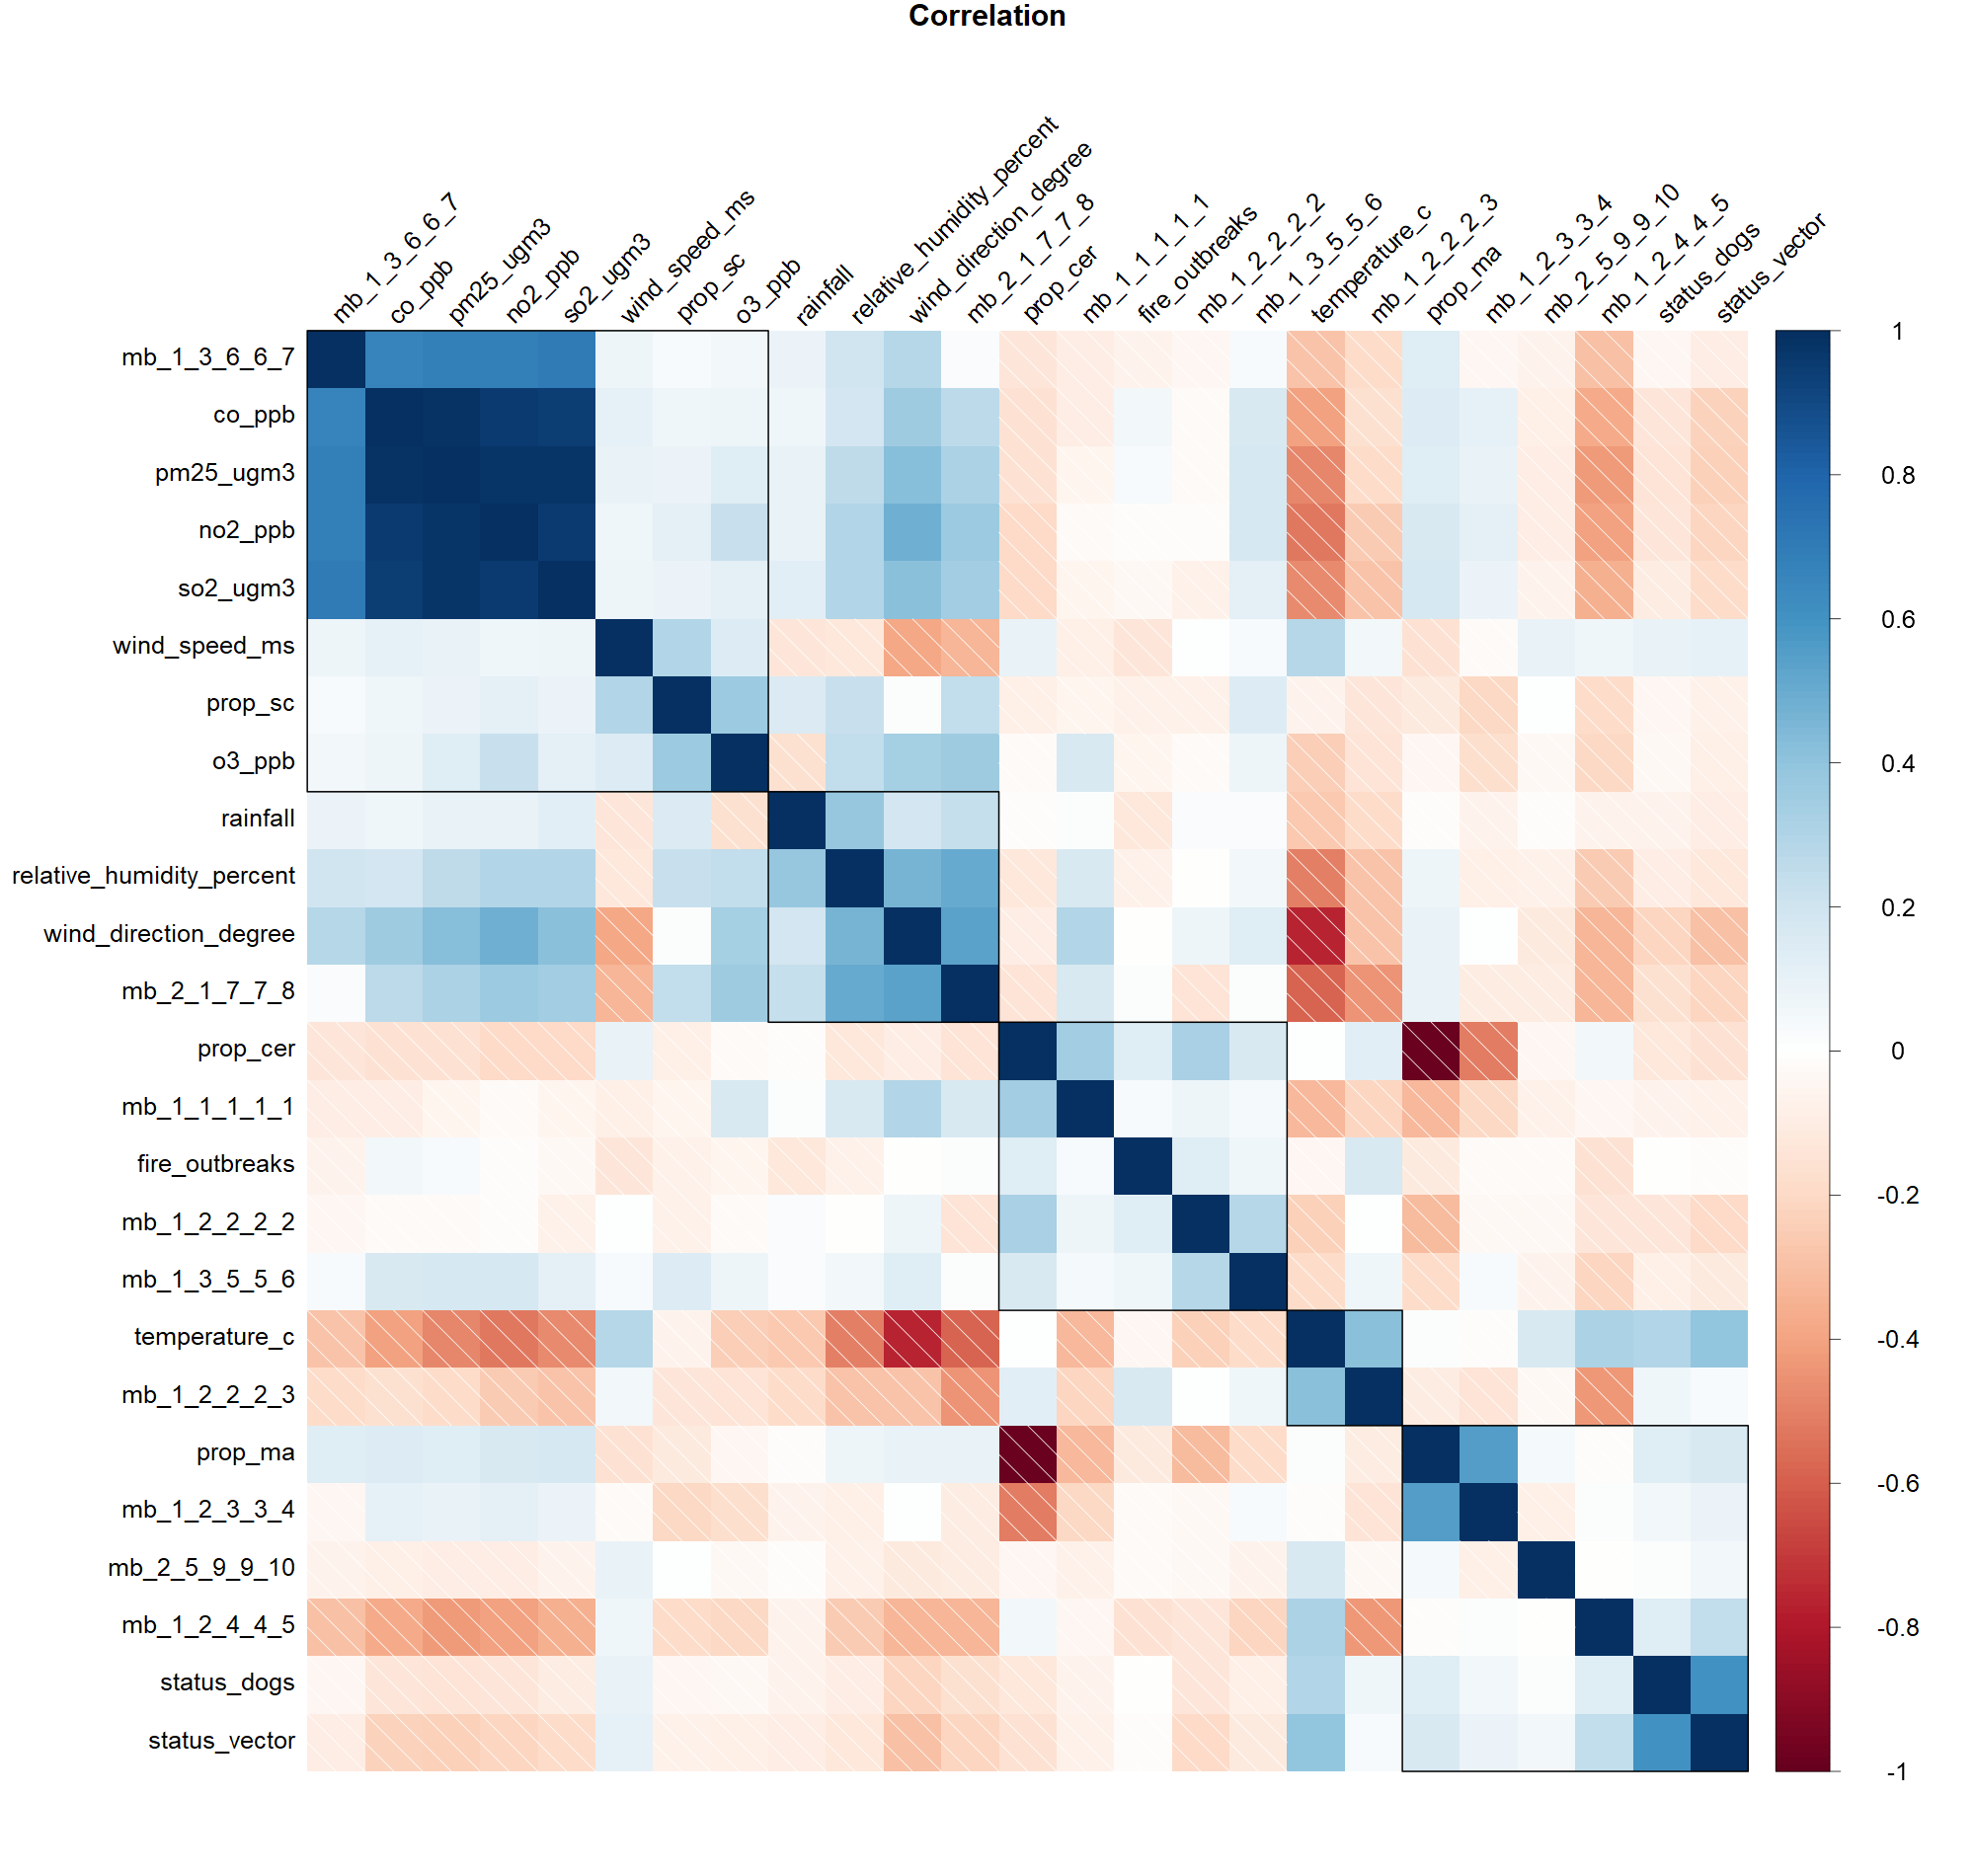 Correlation
mb_1_3_6_6_7
co_ppb
pm25_ugm3
no2_ppb
so2_ugm3
wind_speed_ms
prop_sc
o3_ppb
rainfall
relative_humidity_percent
wind_direction_degree
mb_2_1_7_7_8
prop_cer
mb_1_1_1_1_1
fire_outbreaks
mb_1_2_2_2_2
mb_1_3_5_5_6
temperature_c
mb_1_2_2_2_3
prop_ma
mb_1_2_3_3_4
mb_2_5_9_9_10
mb_1_2_4_4_5
status_dogs
status_vector
mb_1_3_6_6_7
co_ppb
pm25_ugm3
no2_ppb
so2_ugm3
wind_speed_ms
prop_sc
o3_ppb
rainfall
relative_humidity_percent
wind_direction_degree
mb_2_1_7_7_8
prop_cer
mb_1_1_1_1_1
fire_outbreaks
mb_1_2_2_2_2
mb_1_3_5_5_6
temperature_c
mb_1_2_2_2_3
prop_ma
mb_1_2_3_3_4
mb_2_5_9_9_10
mb_1_2_4_4_5
status_dogs
status_vector
1
0.8
0.6
0.4
0.2
0
-0.2
-0.4
-0.6
-0.8
-1